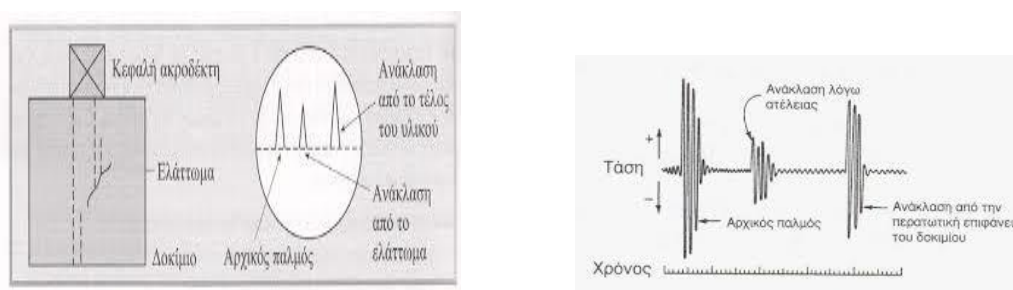 Κεφαλή ακροδέκτη
Ελάττωμα
Δοκίμιο
Ανάκλαση
από το τέλος
του υλικού
Ανάκλαση
από το
ελάττωμα
Αρχικός παλμός
Ανάκλαση λόγω
ατέλειας
+
Τάση
−
Αρχικός παλμός
Ανάκλαση από την
περατωτική επιφάνει
του δοκιμίου
Χρόνος